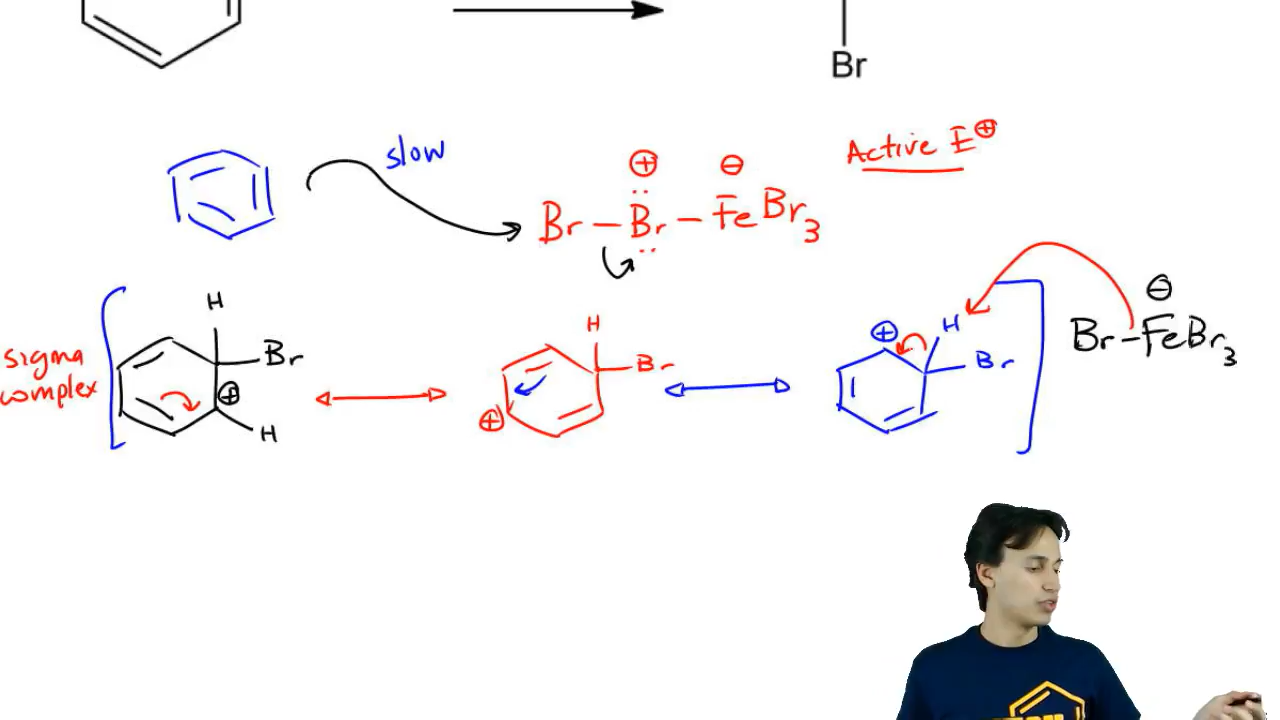 Br
slow
⊕ ⊖
Br – Br – FeBr3
Active E⊕
sigma
complex
H
Br
⊕
H
H
Br
⊕
⊕
H
Br
⊖
Br–FeBr3